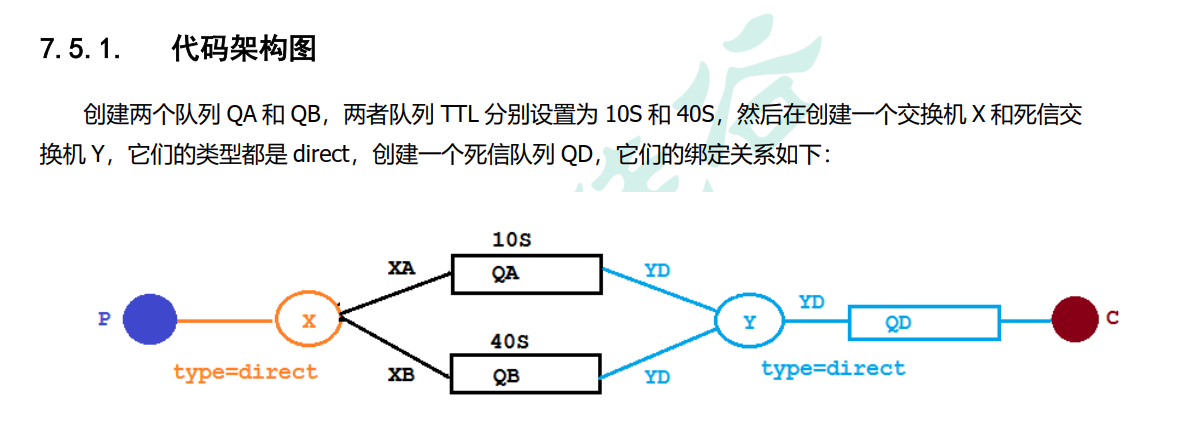 7.5.1. 代码架构图
创建两个队列 QA 和 QB，两者队列 TTL 分别设置为 10S 和 40S，然后在创建一个交换机 X 和死信交
换机 Y，它们的类型都是 direct，创建一个死信队列 QD，它们的绑定关系如下：
10S
XA QA YD
P X Y YD QD C
type=direct
40S
XB QB YD
type=direct